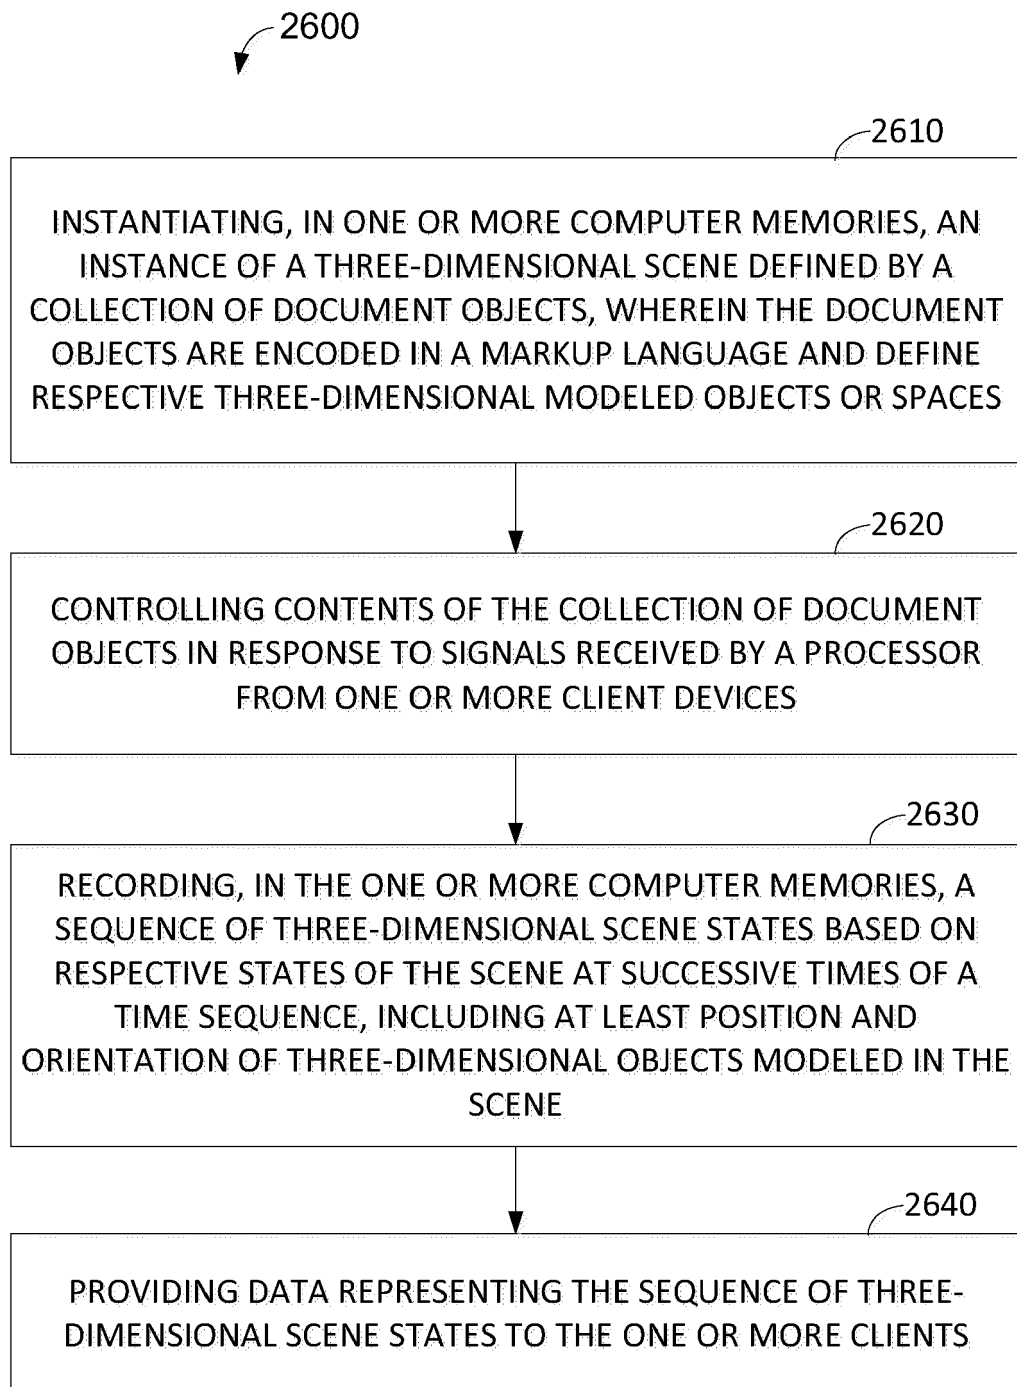 2600
2610
INSTANTIATING, IN ONE OR MORE COMPUTER MEMORIES, AN
INSTANCE OF A THREE-DIMENSIONAL SCENE DEFINED BY A
COLLECTION OF DOCUMENT OBJECTS, WHEREIN THE DOCUMENT
OBJECTS ARE ENCODED IN A MARKUP LANGUAGE AND DEFINE
RESPECTIVE THREE-DIMENSIONAL MODELED OBJECTS OR SPACES
2620
CONTROLLING CONTENTS OF THE COLLECTION OF DOCUMENT
OBJECTS IN RESPONSE TO SIGNALS RECEIVED BY A PROCESSOR
FROM ONE OR MORE CLIENT DEVICES
2630
RECORDING, IN THE ONE OR MORE COMPUTER MEMORIES, A
SEQUENCE OF THREE-DIMENSIONAL SCENE STATES BASED ON
RESPECTIVE STATES OF THE SCENE AT SUCCESSIVE TIMES OF A
TIME SEQUENCE, INCLUDING AT LEAST POSITION AND
ORIENTATION OF THREE-DIMENSIONAL OBJECTS MODELED IN THE
SCENE
2640
PROVIDING DATA REPRESENTING THE SEQUENCE OF THREE-
DIMENSIONAL SCENE STATES TO THE ONE OR MORE CLIENTS